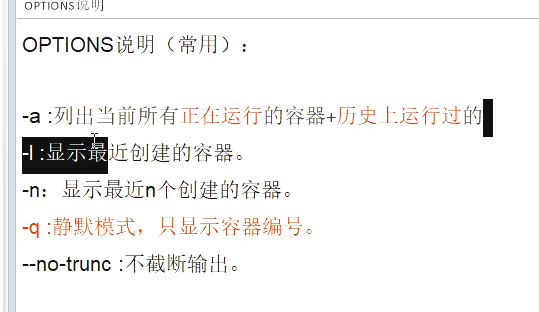 OPTIONS说明
OPTIONS说明（常用）：
-a :列出当前所有正在运行的容器+历史上运行过的
-l :显示最近创建的容器。
-n：显示最近n个创建的容器。
-q :静默模式，只显示容器编号。
--no-trunc :不截断输出。